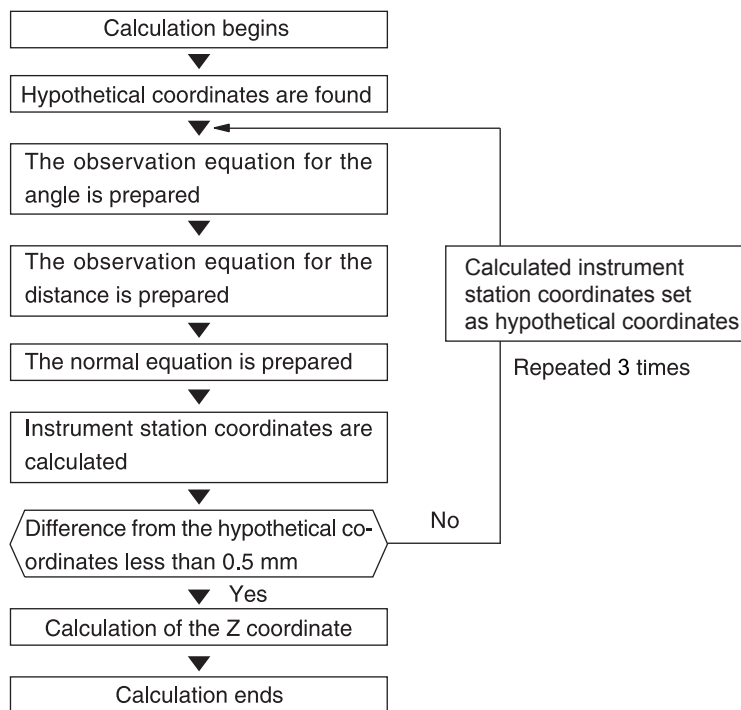 Calculation begins
Hypothetical coordinates are found
The observation equation for the
angle is prepared
The observation equation for the
distance is prepared
The normal equation is prepared
Instrument station coordinates are
calculated
Difference from the hypothetical co-
ordinates less than 0.5 mm
No
Calculated instrument
station coordinates set
as hypothetical coordinates
Repeated 3 times
Yes
Calculation of the Z coordinate
Calculation ends